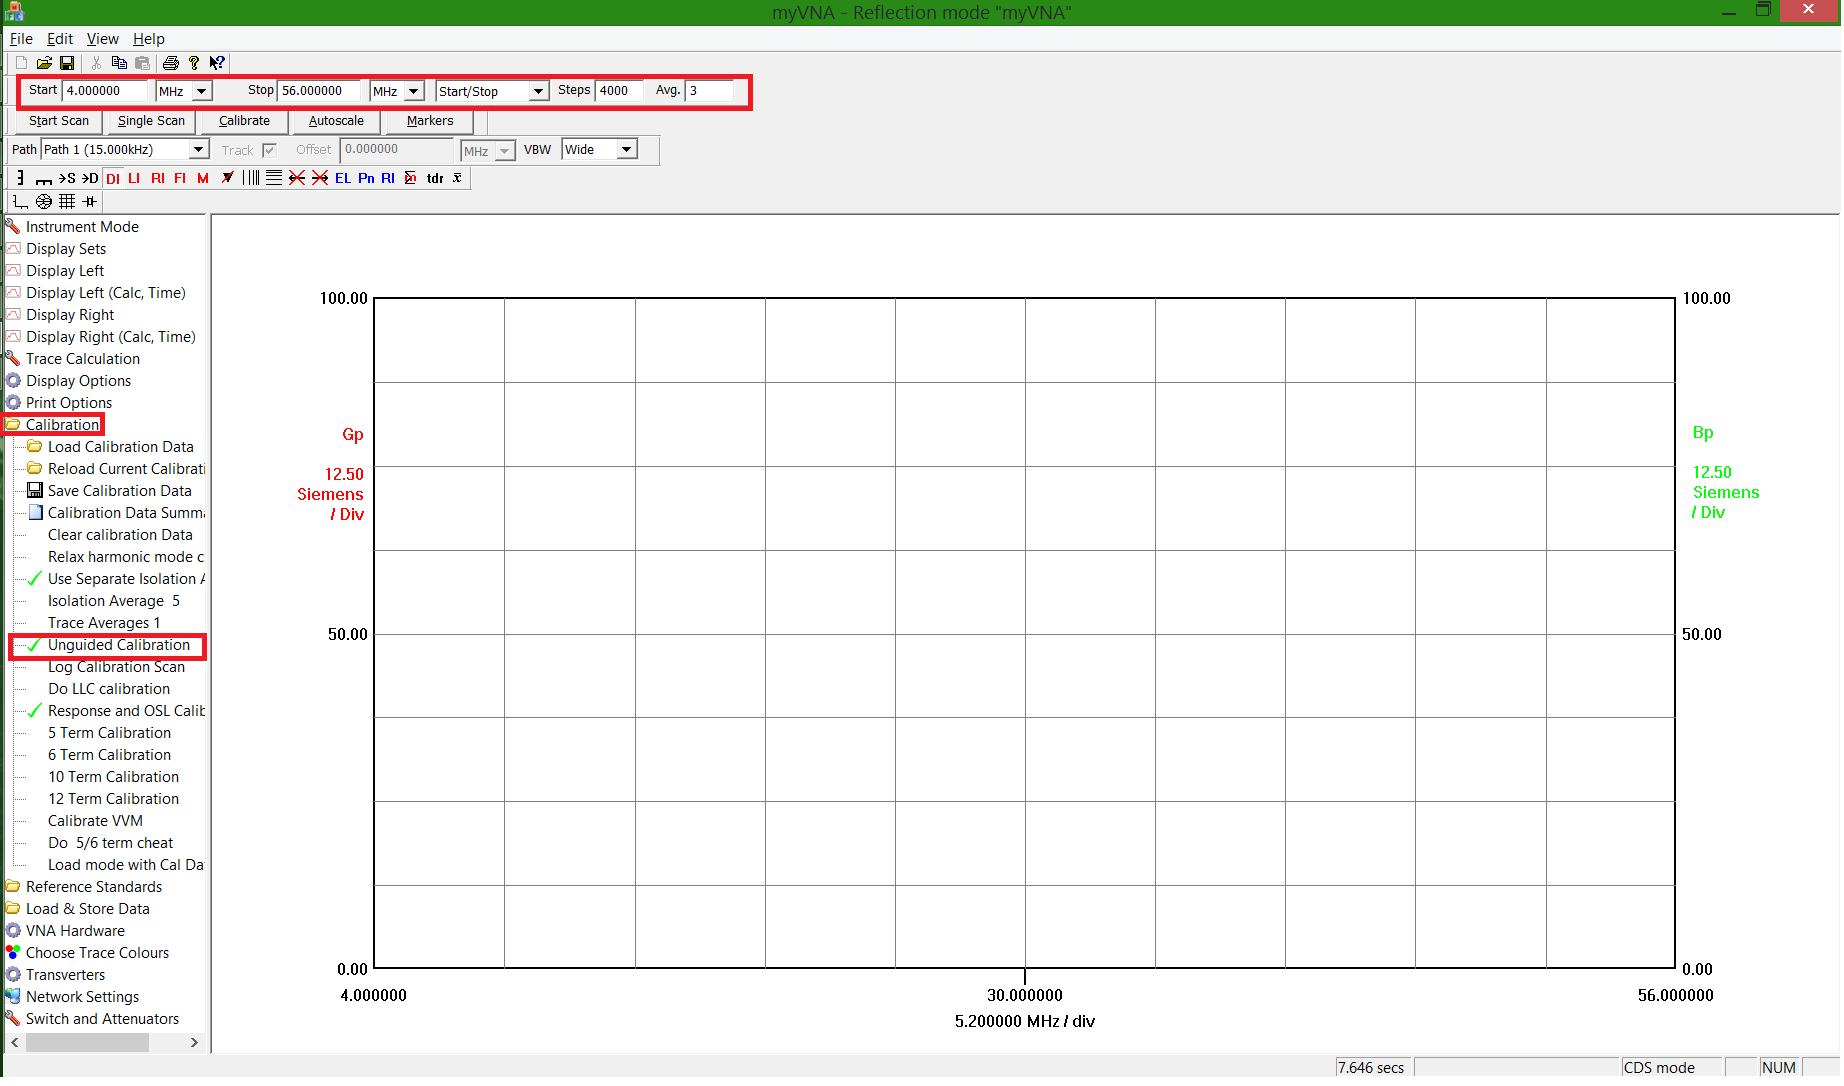 myVNA - Reflection mode "myVNA"
File Edit View Help
Start 4.000000 MHz Stop 56.000000 MHz Start/Stop Steps 4000 Avg. 3
Start Scan Single Scan Calibrate Autoscale Markers
Path Path 1 (15.000kHz) Track Offset 0.000000 MHz VBW Wide
>S >D DI LI RI FI M EL Pn RI tdr x̅
Instrument Mode
Display Sets
Display Left
Display Left (Calc, Time)
Display Right
Display Right (Calc, Time)
Trace Calculation
Display Options
Print Options
Calibration
Load Calibration Data
Reload Current Calibrati
Save Calibration Data
Calibration Data Summa
Clear calibration Data
Relax harmonic mode c
Use Separate Isolation A
Isolation Average 5
Trace Averages 1
Unguided Calibration
Log Calibration Scan
Do LLC calibration
Response and OSL Calib
5 Term Calibration
6 Term Calibration
10 Term Calibration
12 Term Calibration
Calibrate VVM
Do 5/6 term cheat
Load mode with Cal Da
Reference Standards
Load & Store Data
VNA Hardware
Choose Trace Colours
Transverters
Network Settings
Switch and Attenuators
100.00
Gp
12.50
Siemens
/ Div
50.00
0.00
100.00
Bp
12.50
Siemens
/ Div
50.00
0.00
4.000000 30.000000 56.000000
5.200000 MHz / div
7.646 secs CDS mode NUM